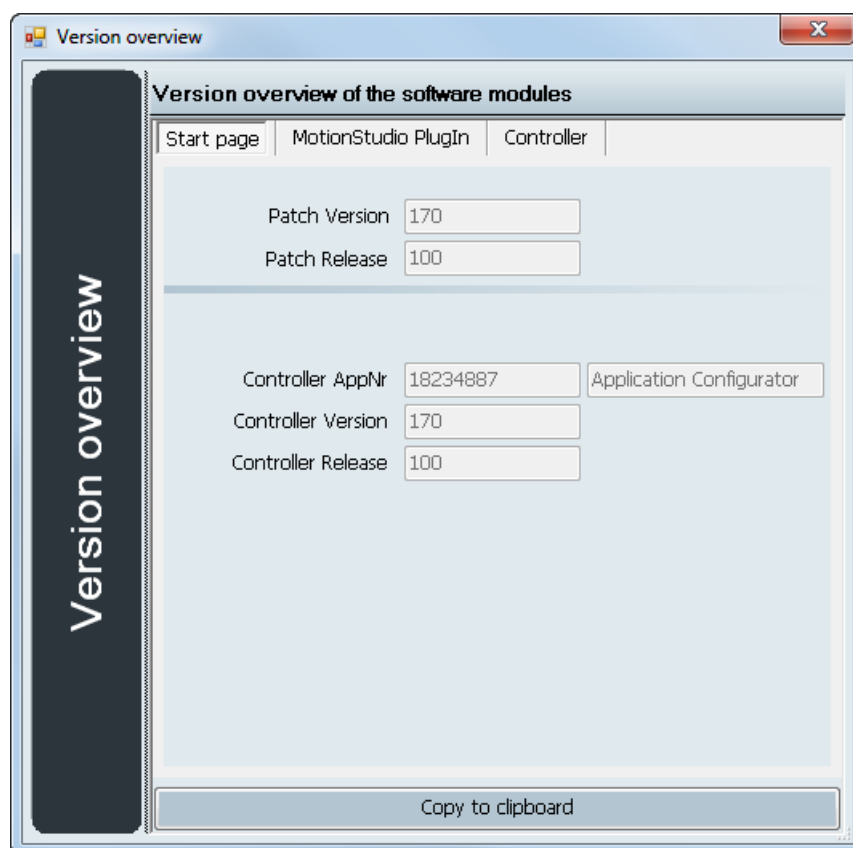 Version overview
Version overview
Version overview of the software modules
Start page MotionStudio PlugIn Controller
Patch Version 170
Patch Release 100
Controller AppNr 18234887 Application Configurator
Controller Version 170
Controller Release 100
Copy to clipboard